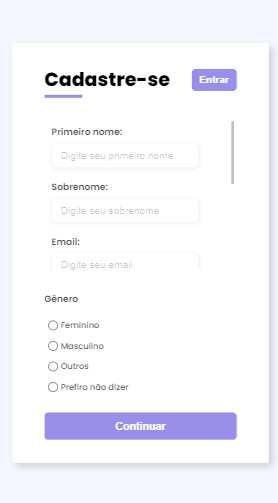 Cadastre-se
Entrar
Primeiro nome:
Digite seu primeiro nome
Sobrenome:
Digite seu sobrenome
Email:
Digite seu email
Gênero
Feminino
Masculino
Outros
Prefiro não dizer
Continuar